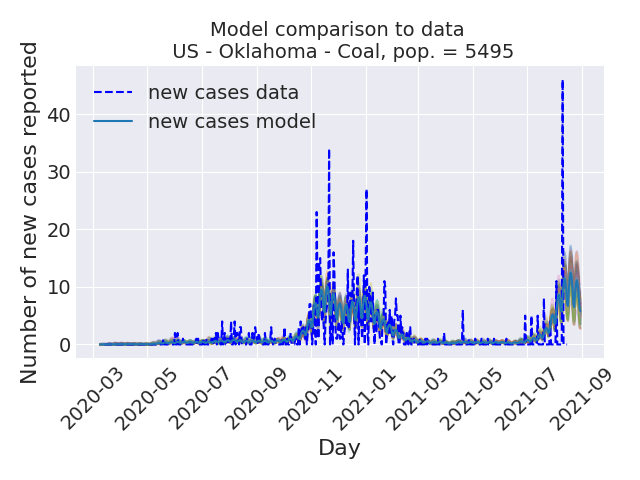 Model comparison to data
US - Oklahoma - Coal, pop. = 5495
Number of new cases reported
40
30
20
10
0
new cases data
new cases model
2020-03
2020-05
2020-07
2020-09
2020-11
2021-01
2021-03
2021-05
2021-07
2021-09
Day